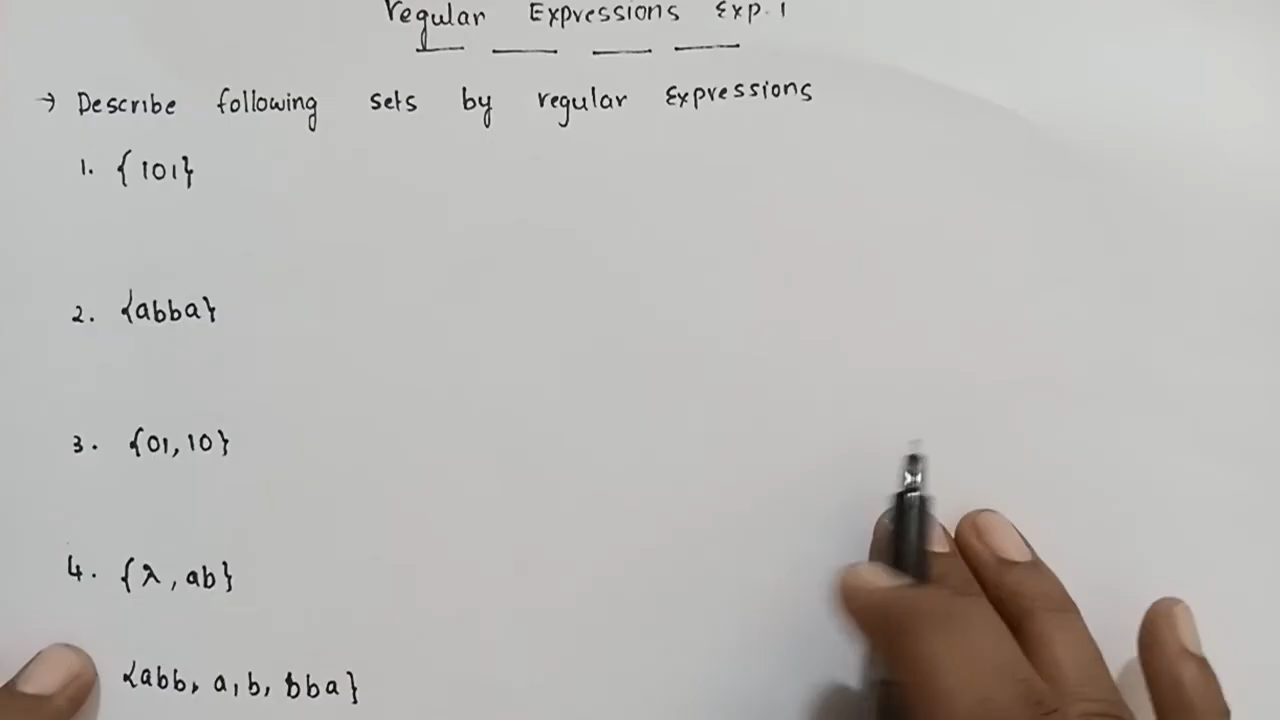 regular Expressions Exp.1
→ Describe following sets by regular Expressions
1. {101}
2. {abba}
3. {01, 10}
4. {λ, ab}
{abb, a, b, bba}